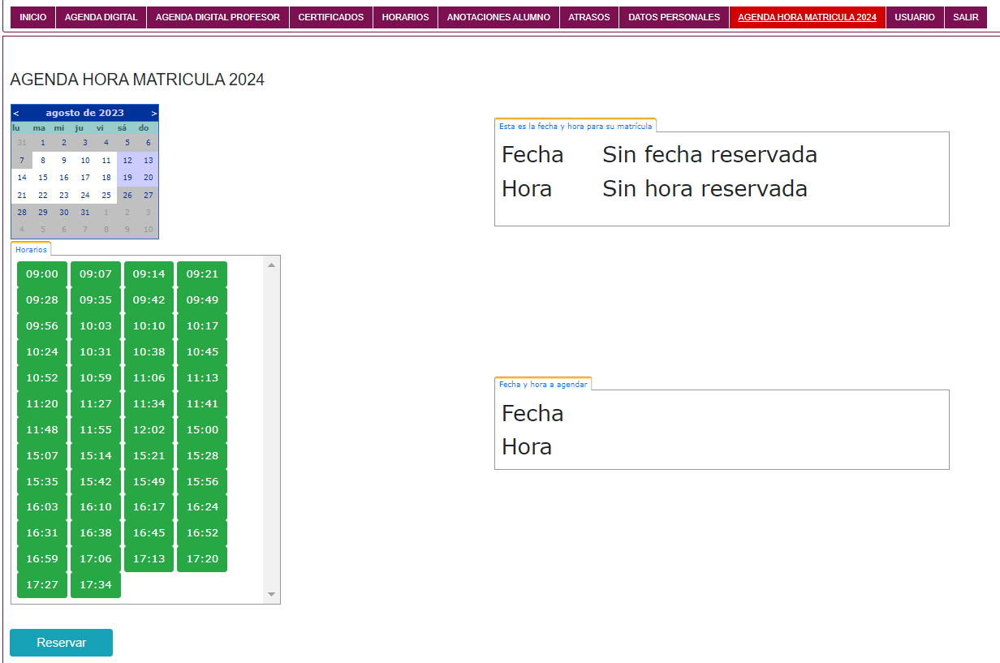 INICIO AGENDA DIGITAL AGENDA DIGITAL PROFESOR CERTIFICADOS HORARIOS ANOTACIONES ALUMNO ATRASOS DATOS PERSONALES AGENDA HORA MATRICULA 2024 USUARIO SALIR
AGENDA HORA MATRICULA 2024
< agosto de 2023 >
lu ma mi ju vi sá do
31 1 2 3 4 5 6
7 8 9 10 11 12 13
14 15 16 17 18 19 20
21 22 23 24 25 26 27
28 29 30 31 1 2 3
4 5 6 7 8 9 10
Horarios
09:00 09:07 09:14 09:21
09:28 09:35 09:42 09:49
09:56 10:03 10:10 10:17
10:24 10:31 10:38 10:45
10:52 10:59 11:06 11:13
11:20 11:27 11:34 11:41
11:48 11:55 12:02 15:00
15:07 15:14 15:21 15:28
15:35 15:42 15:49 15:56
16:03 16:10 16:17 16:24
16:31 16:38 16:45 16:52
16:59 17:06 17:13 17:20
17:27 17:34
Reservar
Esta es la fecha y hora para su matrícula
Fecha Sin fecha reservada
Hora Sin hora reservada
Fecha y hora a agendar
Fecha
Hora